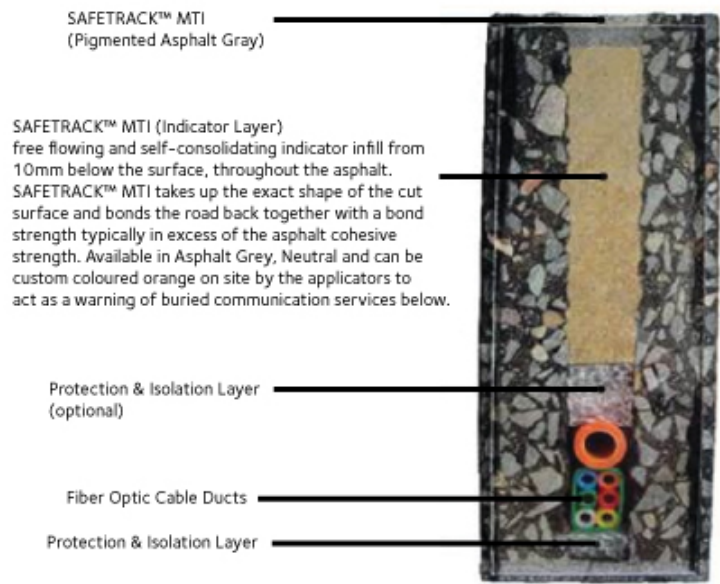 SAFETRACK™ MTI
(Pigmented Asphalt Gray)
SAFETRACK™ MTI (Indicator Layer)
free flowing and self-consolidating indicator infill from
10mm below the surface, throughout the asphalt.
SAFETRACK™ MTI takes up the exact shape of the cut
surface and bonds the road back together with a bond
strength typically in excess of the asphalt cohesive
strength. Available in Asphalt Grey, Neutral and can be
custom coloured orange on site by the applicators to
act as a warning of buried communication services below.
Protection & Isolation Layer
(optional)
Fiber Optic Cable Ducts
Protection & Isolation Layer